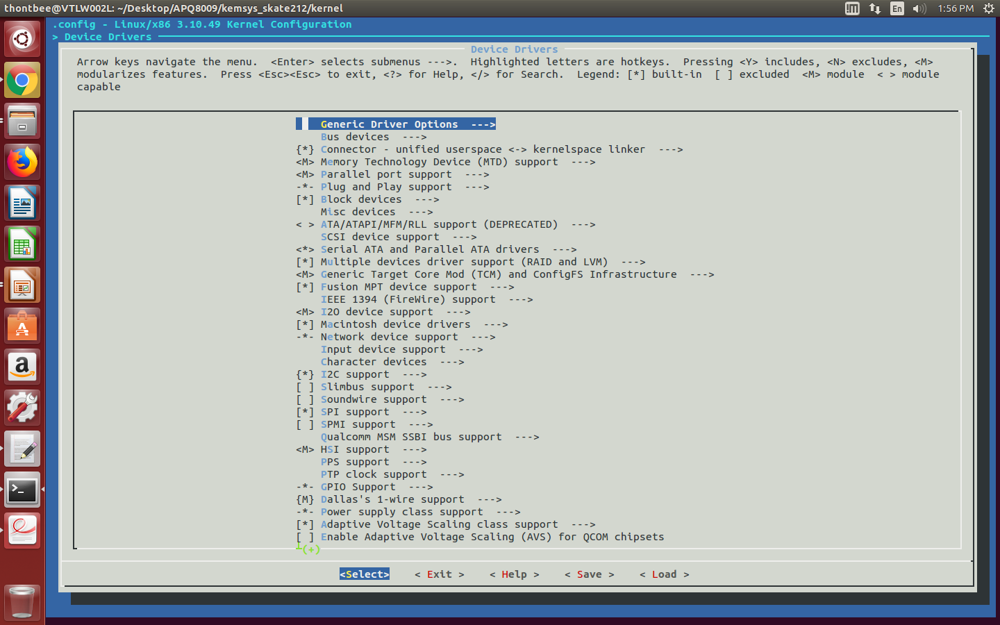 thontbee@VTLW002L: ~/Desktop/APQ8009/kemsys_skate212/kernel
En
1:56 PM
.config - Linux/x86 3.10.49 Kernel Configuration
> Device Drivers
Device Drivers
Arrow keys navigate the menu.  <Enter> selects submenus --->.  Highlighted letters are hotkeys.  Pressing <Y> includes, <N> excludes, <M>
modularizes features.  Press <Esc><Esc> to exit, <?> for Help, </> for Search.  Legend: [*] built-in  [ ] excluded  <M> module  < > module
capable
Generic Driver Options  --->
Bus devices  --->
{*} Connector - unified userspace <-> kernelspace linker  --->
<M> Memory Technology Device (MTD) support  --->
<M> Parallel port support  --->
-*- Plug and Play support  --->
[*] Block devices  --->
Misc devices  --->
< > ATA/ATAPI/MFM/RLL support (DEPRECATED)  --->
SCSI device support  --->
<*> Serial ATA and Parallel ATA drivers  --->
[*] Multiple devices driver support (RAID and LVM)  --->
<M> Generic Target Core Mod (TCM) and ConfigFS Infrastructure  --->
[*] Fusion MPT device support  --->
IEEE 1394 (FireWire) support  --->
<M> I2O device support  --->
[*] Macintosh device drivers  --->
-*- Network device support  --->
Input device support  --->
Character devices  --->
{*} I2C support  --->
[ ] Slimbus support  --->
[ ] Soundwire support  --->
[*] SPI support  --->
[ ] SPMI support  --->
Qualcomm MSM SSBI bus support  --->
<M> HSI support  --->
PPS support  --->
PTP clock support  --->
-*- GPIO Support  --->
{M} Dallas's 1-wire support  --->
-*- Power supply class support  --->
[*] Adaptive Voltage Scaling class support  --->
[ ] Enable Adaptive Voltage Scaling (AVS) for QCOM chipsets
(+)
<Select>    < Exit >    < Help >    < Save >    < Load >